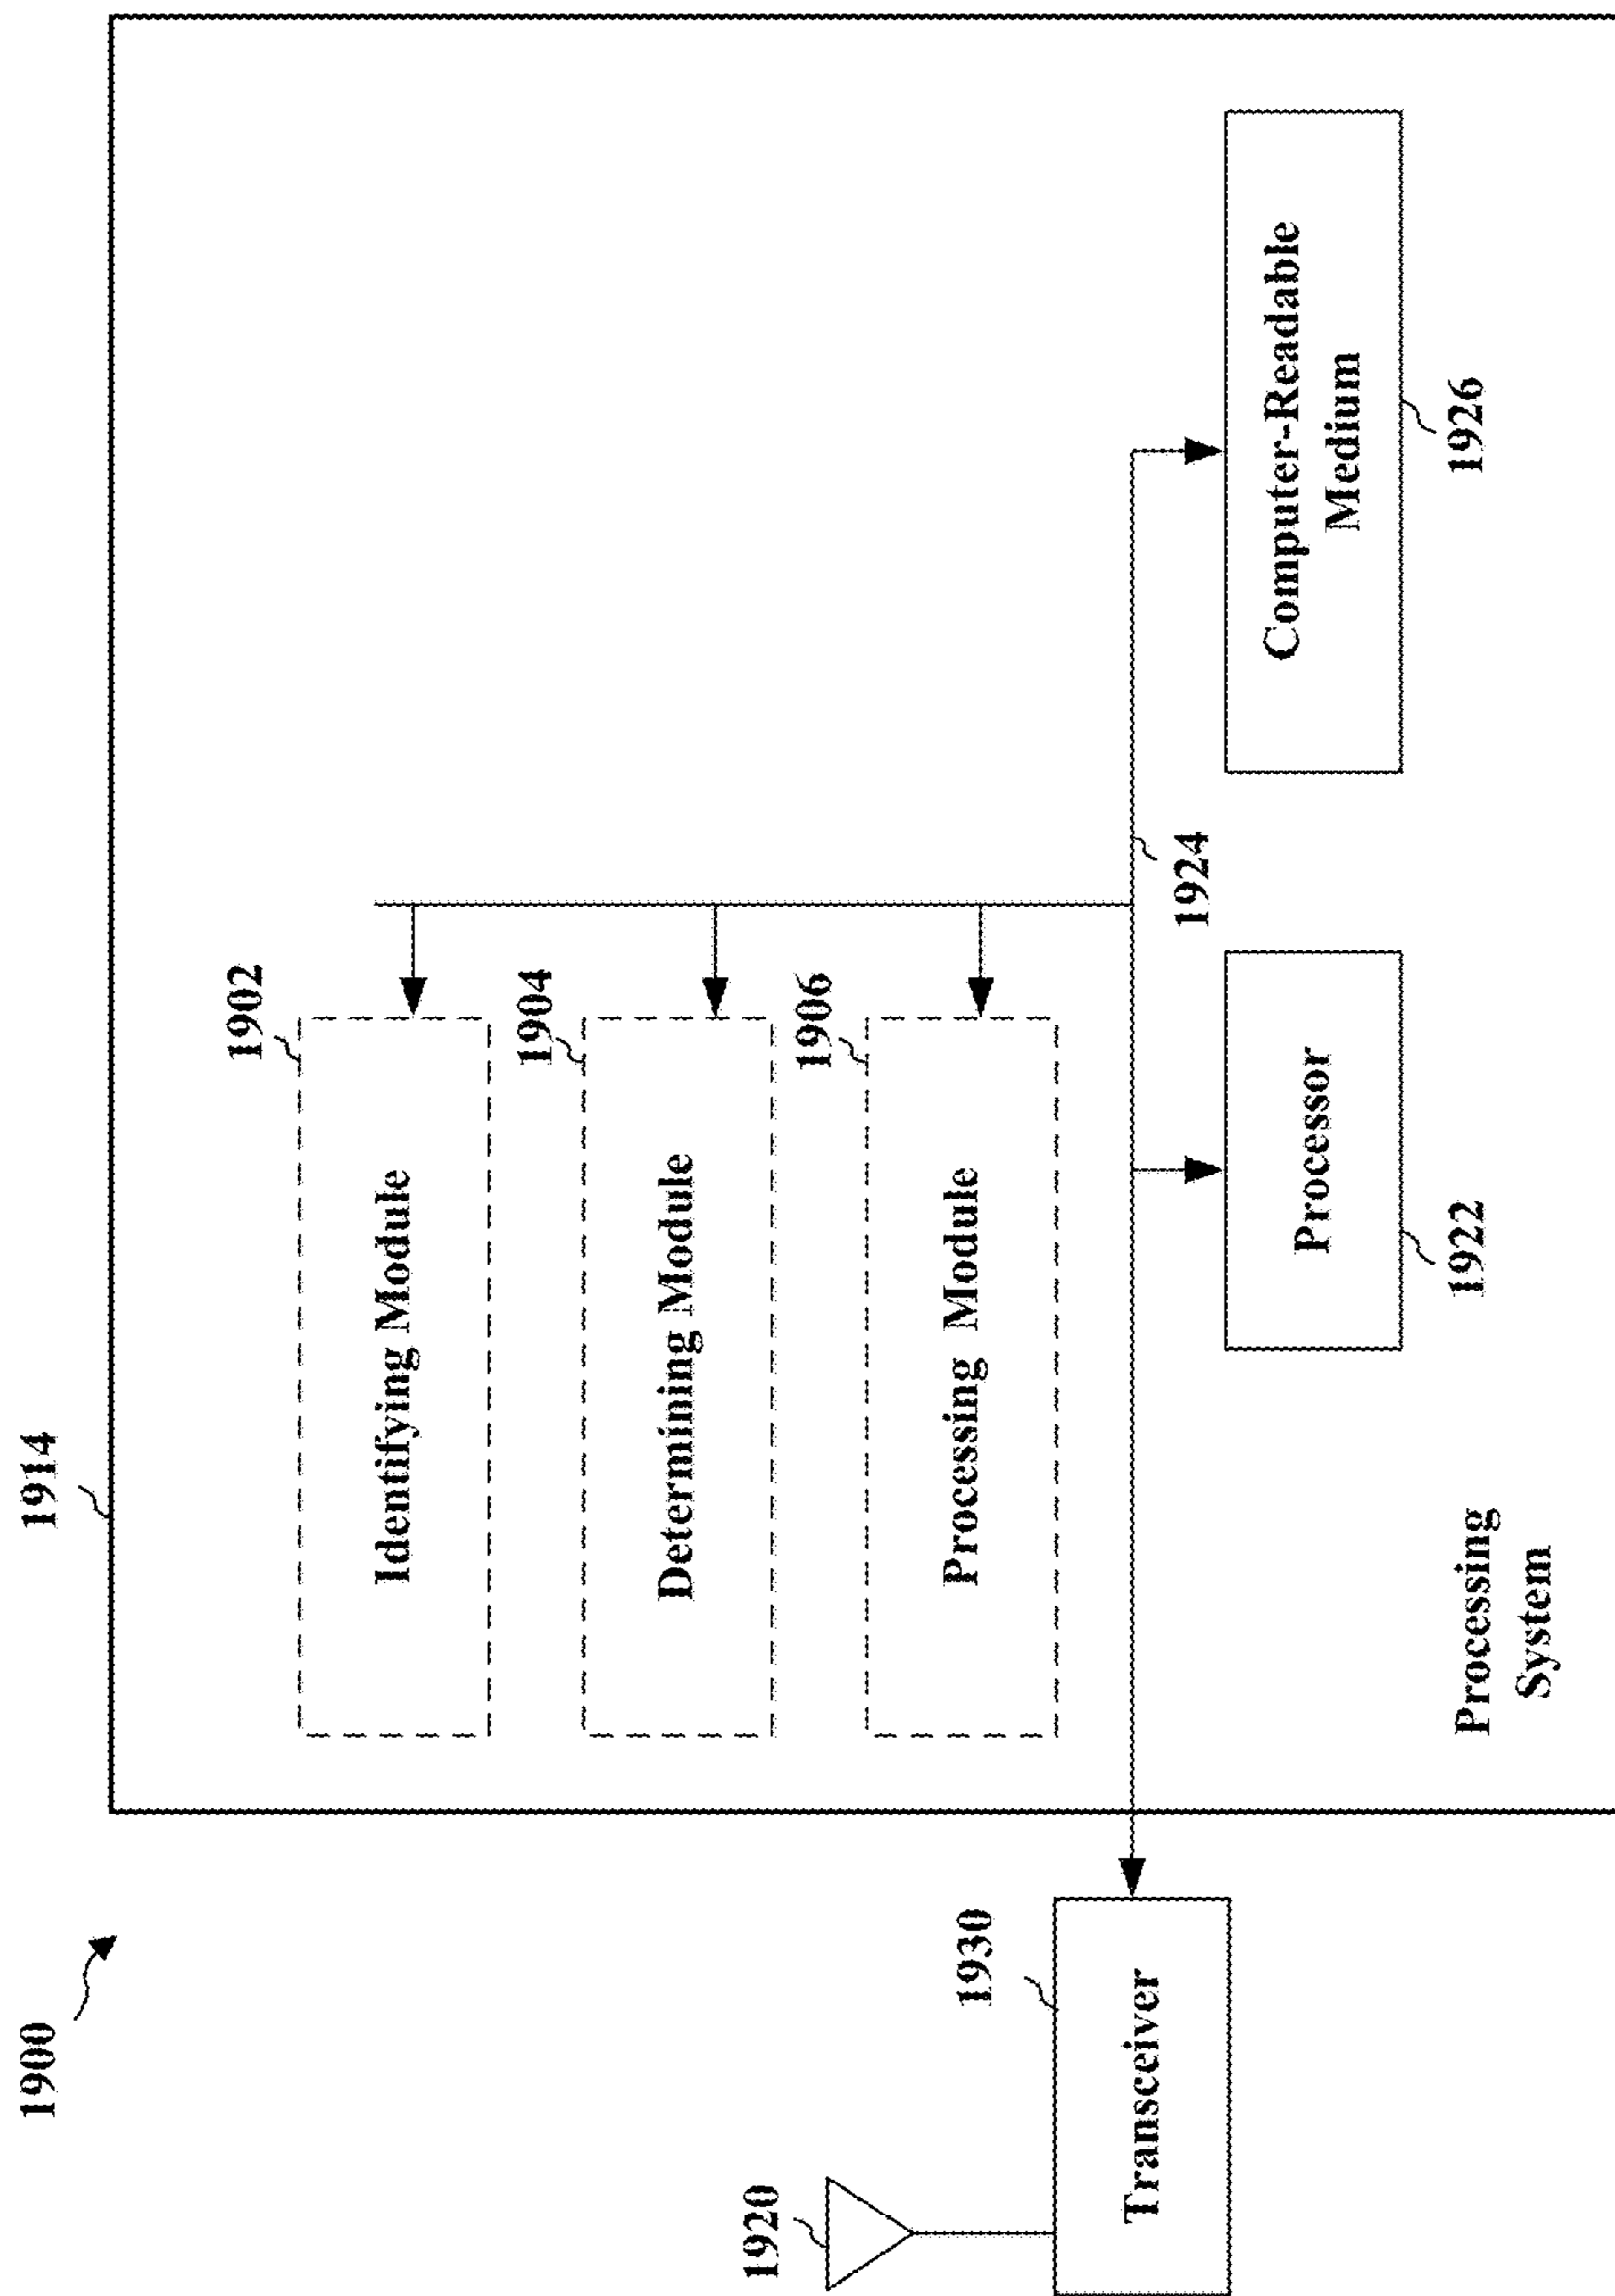 1900
1914
1902
Identifying Module
1904
Determining Module
1906
Processing Module
1920
1930
Transceiver
1924
Processor
1922
Computer-Readable
Medium
1926
Processing
System